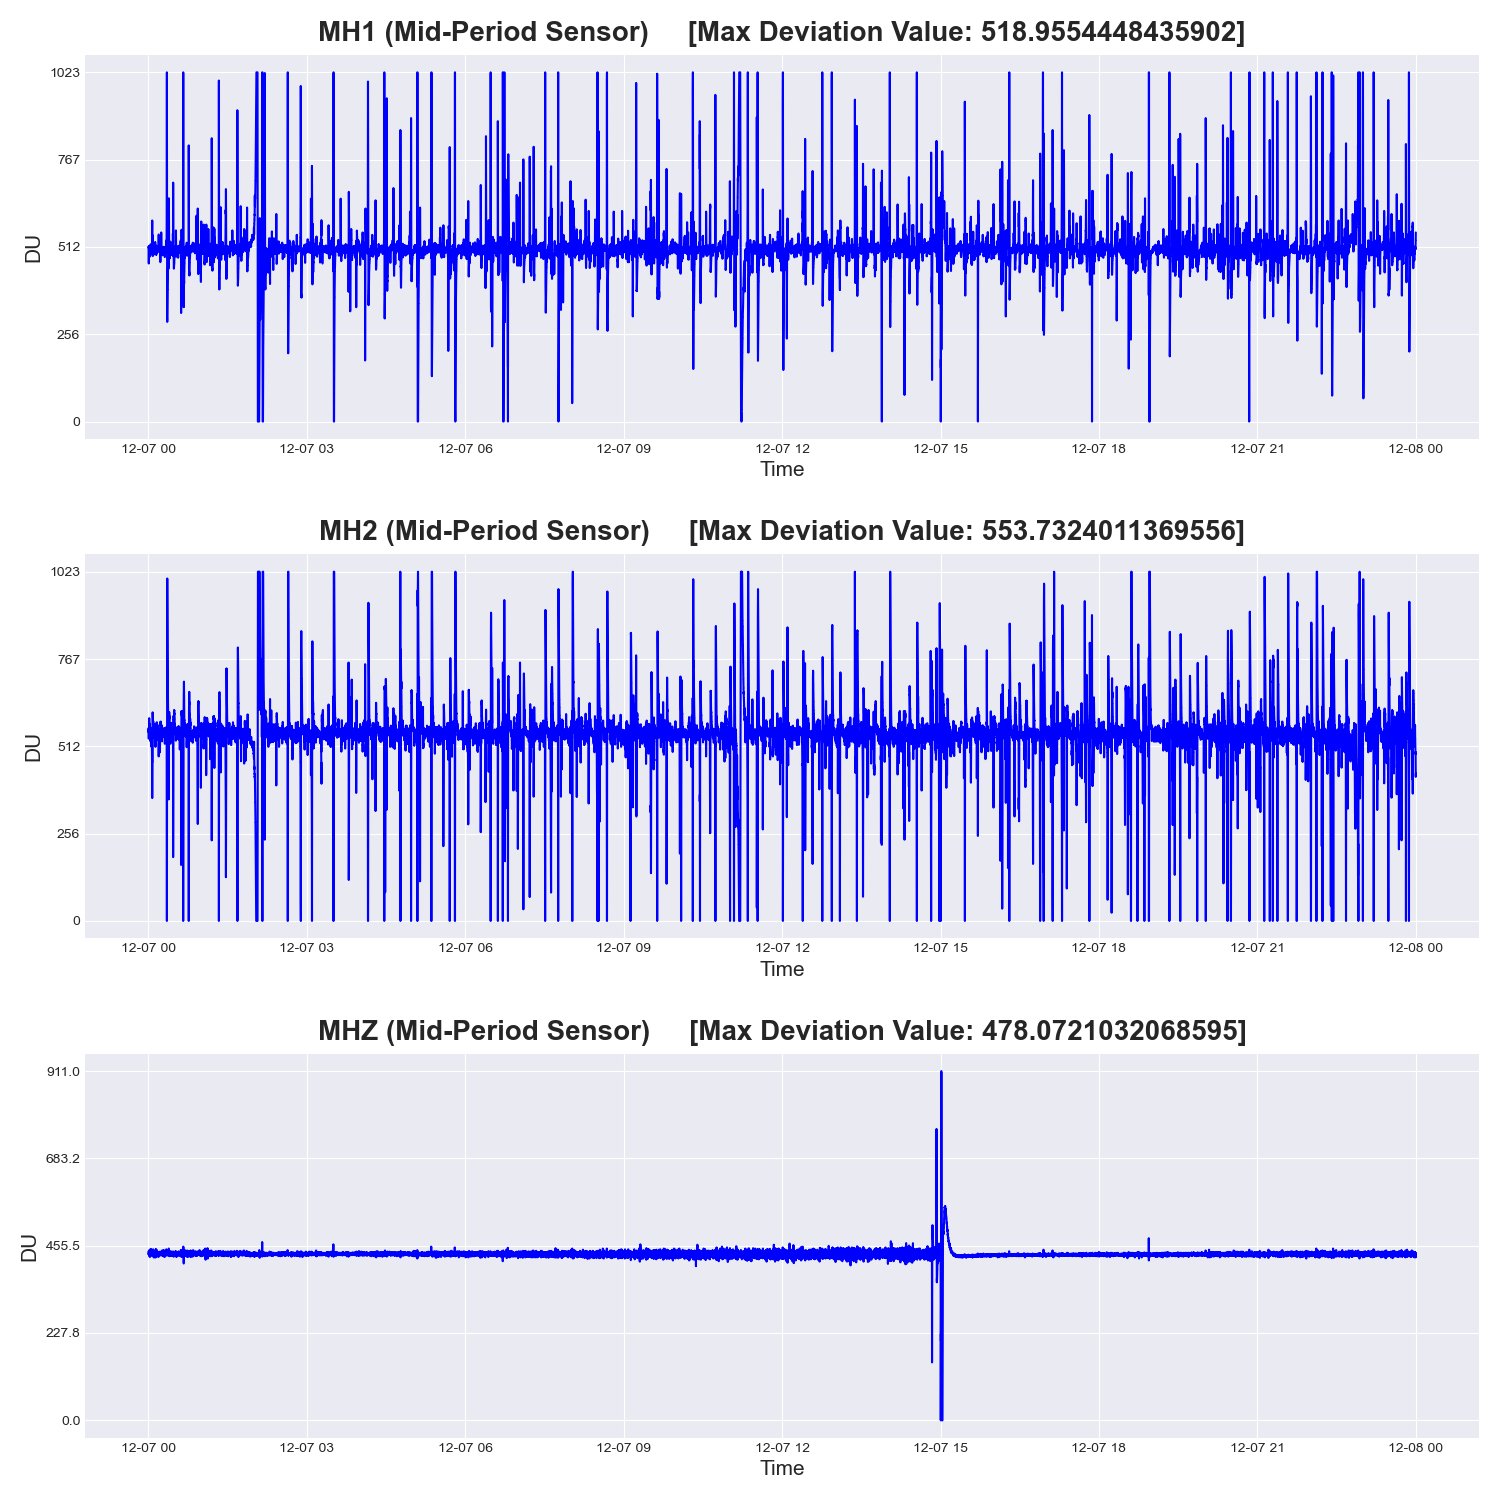 MH1 (Mid-Period Sensor) [Max Deviation Value: 518.9554448435902]
1023
767
512
256
0
DU
12-07 00 12-07 03 12-07 06 12-07 09 12-07 12 12-07 15 12-07 18 12-07 21 12-08 00
Time
MH2 (Mid-Period Sensor) [Max Deviation Value: 553.7324011369556]
1023
767
512
256
0
DU
12-07 00 12-07 03 12-07 06 12-07 09 12-07 12 12-07 15 12-07 18 12-07 21 12-08 00
Time
MHZ (Mid-Period Sensor) [Max Deviation Value: 478.0721032068595]
911.0
683.2
455.5
227.8
0.0
DU
12-07 00 12-07 03 12-07 06 12-07 09 12-07 12 12-07 15 12-07 18 12-07 21 12-08 00
Time